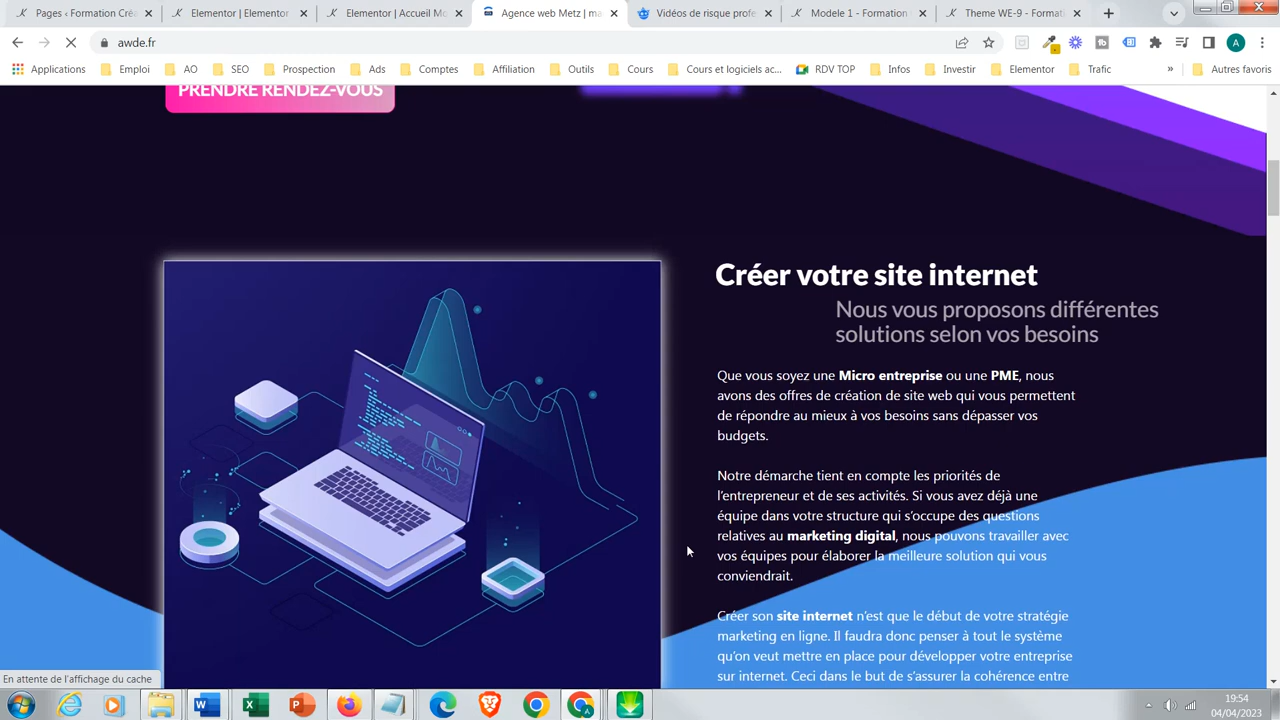 Pages ‹ Formation Créa
Elementor | Elementor
Elementor | Accueil Mo
Agence web Metz | ma
Vidéos de risque profe
Modele 1 - Formation
Theme WE-9 - Formati
awde.fr
Applications
Emploi
AO
SEO
Prospection
Ads
Comptes
Affiliation
Outils
Cours
Cours et logiciels ac...
RDV TOP
Infos
Investir
Elementor
Trafic
»
Autres favoris
PRENDRE RENDEZ-VOUS
Créer votre site internet
Nous vous proposons différentes
solutions selon vos besoins
Que vous soyez une Micro entreprise ou une PME, nous
avons des offres de création de site web qui vous permettent
de répondre au mieux à vos besoins sans dépasser vos
budgets.
Notre démarche tient en compte les priorités de
l'entrepreneur et de ses activités. Si vous avez déjà une
équipe dans votre structure qui s'occupe des questions
relatives au marketing digital, nous pouvons travailler avec
vos équipes pour élaborer la meilleure solution qui vous
conviendrait.
Créer son site internet n'est que le début de votre stratégie
marketing en ligne. Il faudra donc penser à tout le système
qu'on veut mettre en place pour développer votre entreprise
sur internet. Ceci dans le but de s'assurer la cohérence entre
En attente de l'affichage du cache
19:54
04/04/2023